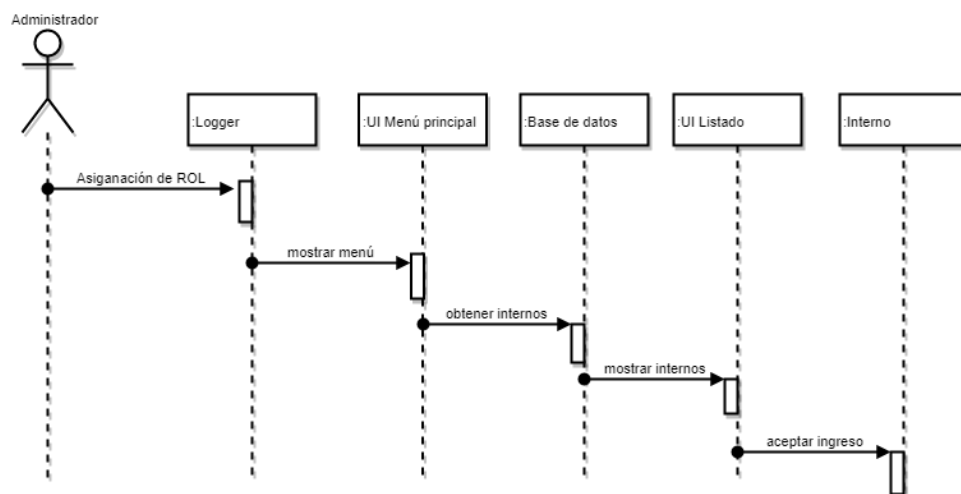 Administrador
:Logger
:UI Menú principal
:Base de datos
:UI Listado
:Interno
Asiganación de ROL
mostrar menú
obtener internos
mostrar internos
aceptar ingreso